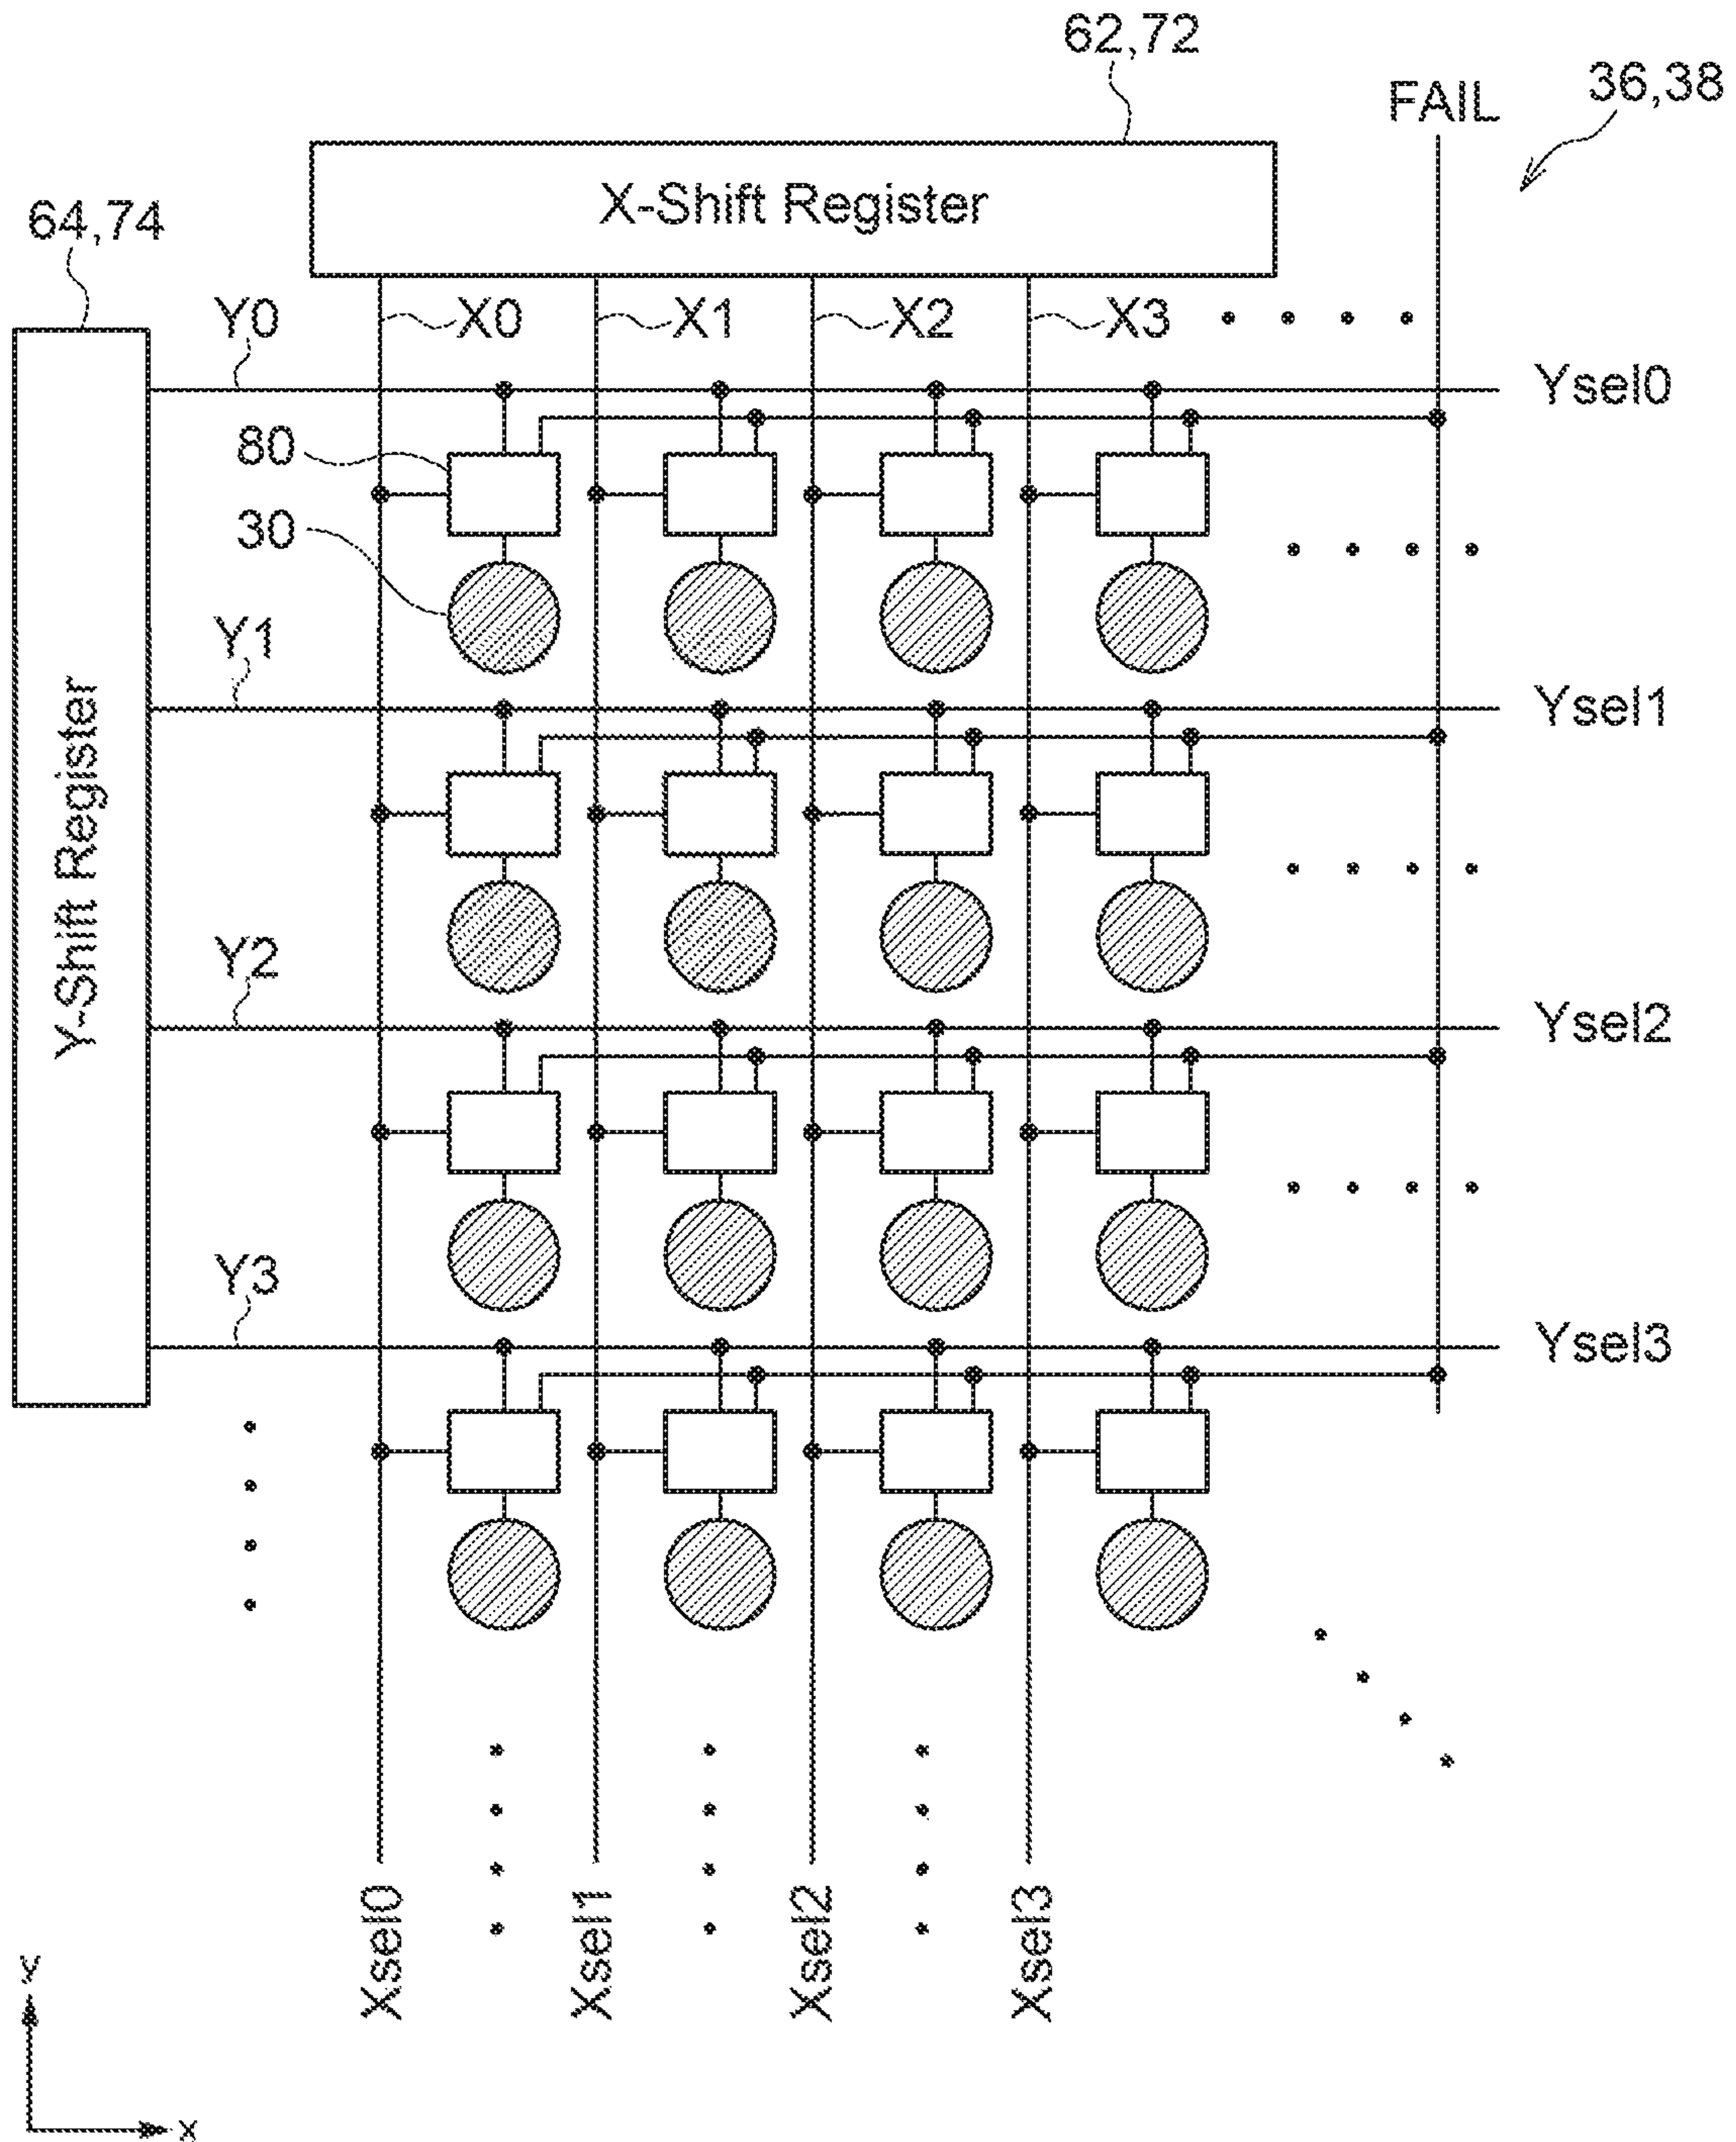 62,72
36,38
FAIL
X-Shift Register
64,74
Y0
X0
X1
X2
X3
Ysel0
80
30
Y1
Ysel1
Y-Shift Register
Y2
Ysel2
Y3
Ysel3
Xsel0
Xsel1
Xsel2
Xsel3
y
x